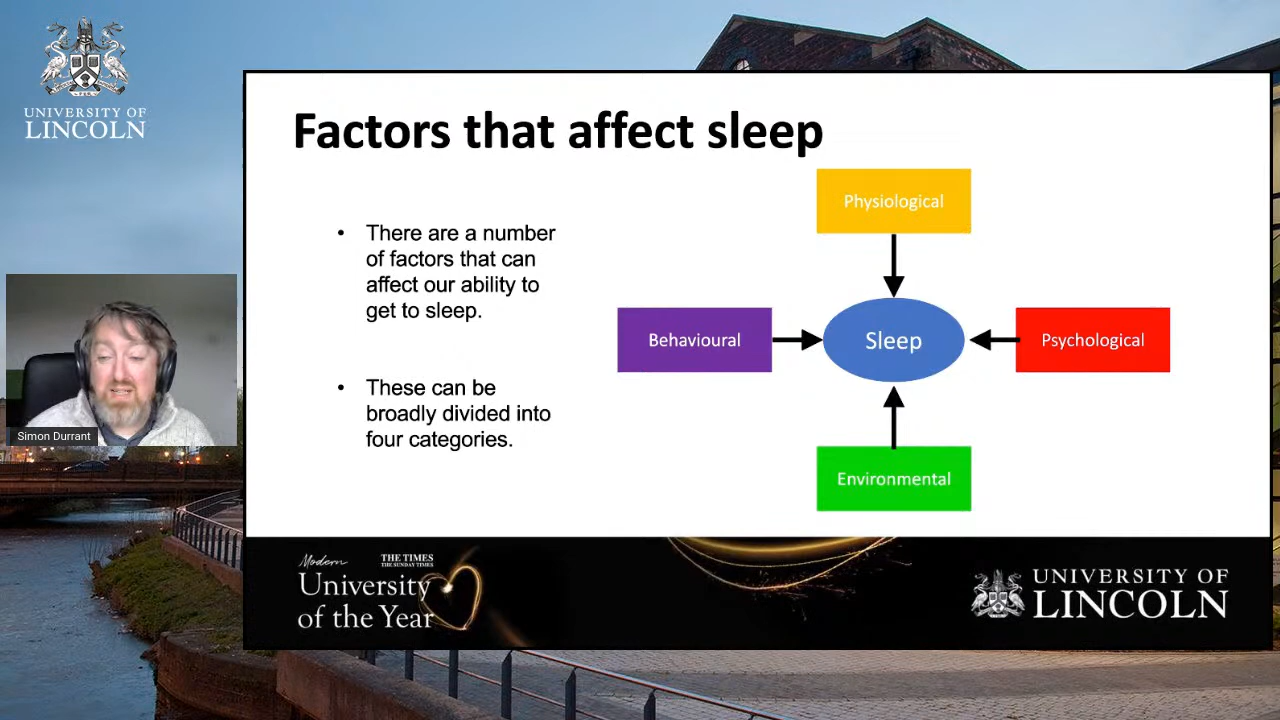 UNIVERSITY OF
LINCOLN
Factors that affect sleep
• There are a number
of factors that can
affect our ability to
get to sleep.
• These can be
broadly divided into
four categories.
Physiological
Behavioural
Sleep
Psychological
Environmental
Simon Durrant
Modern
THE TIMES
THE SUNDAY TIMES
University
of the Year
UNIVERSITY OF
LINCOLN